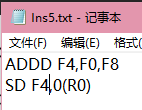 Ins5.txt - 记事本
文件(F) 编辑(E) 格式(
ADDD F4,F0,F8
SD F4,0(R0)